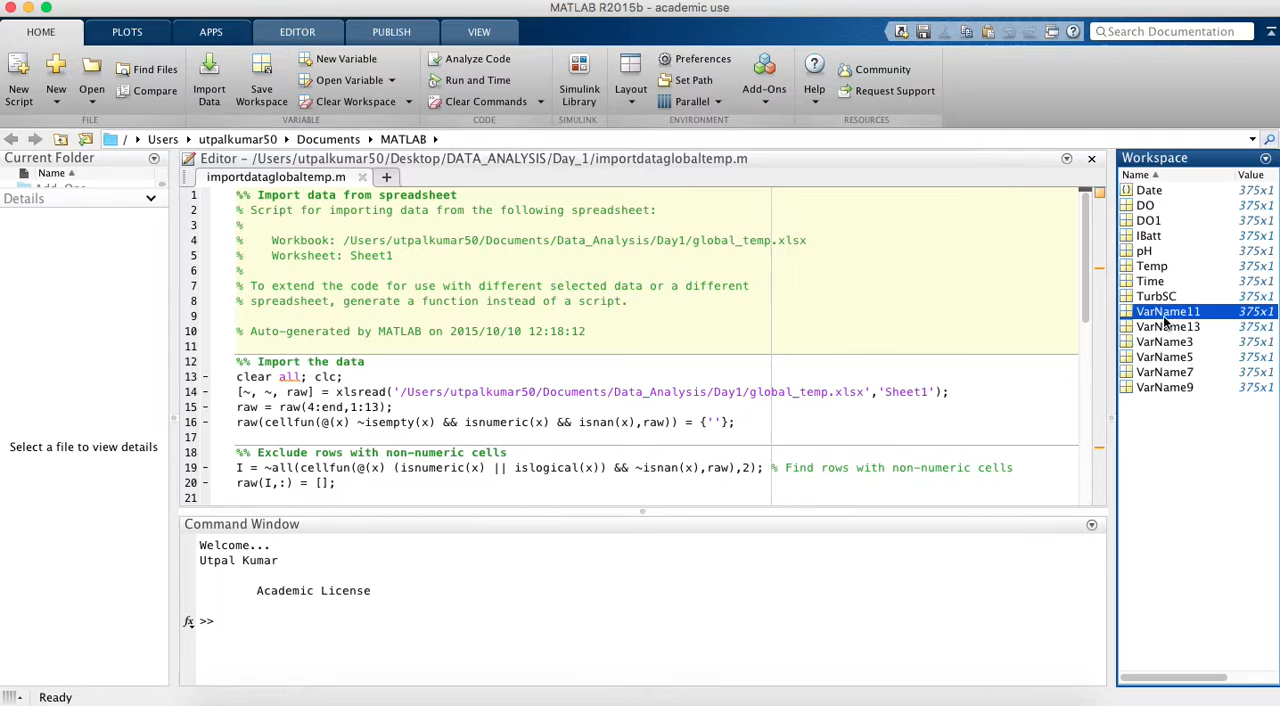 MATLAB R2015b - academic use
HOME PLOTS APPS EDITOR PUBLISH VIEW
Search Documentation
New Script
New
Open
Find Files
Compare
FILE
Import Data
Save Workspace
New Variable
Open Variable
Clear Workspace
VARIABLE
Analyze Code
Run and Time
Clear Commands
CODE
Simulink Library
SIMULINK
Layout
Preferences
Set Path
Parallel
Add-Ons
ENVIRONMENT
Help
Community
Request Support
RESOURCES
/ Users utpalkumar50 Documents MATLAB
Current Folder
Name
Add-Ons
Details
Select a file to view details
Editor - /Users/utpalkumar50/Desktop/DATA_ANALYSIS/Day_1/importdataglobaltemp.m
importdataglobaltemp.m
1 %% Import data from spreadsheet
2 % Script for importing data from the following spreadsheet:
3 %
4 % Workbook: /Users/utpalkumar50/Documents/Data_Analysis/Day1/global_temp.xlsx
5 % Worksheet: Sheet1
6 %
7 % To extend the code for use with different selected data or a different
8 % spreadsheet, generate a function instead of a script.
9
10 % Auto-generated by MATLAB on 2015/10/10 12:18:12
11
12 %% Import the data
13 - clear all; clc;
14 - [~, ~, raw] = xlsread('/Users/utpalkumar50/Documents/Data_Analysis/Day1/global_temp.xlsx','Sheet1');
15 - raw = raw(4:end,1:13);
16 - raw(cellfun(@(x) ~isempty(x) && isnumeric(x) && isnan(x),raw)) = {''};
17
18 %% Exclude rows with non-numeric cells
19 - I = ~all(cellfun(@(x) (isnumeric(x) || islogical(x)) && ~isnan(x),raw),2); % Find rows with non-numeric cells
20 - raw(I,:) = [];
21
Command Window
Welcome...
Utpal Kumar
Academic License
fx >>
Workspace
Name Value
Date 375x1
DO 375x1
DO1 375x1
IBatt 375x1
pH 375x1
Temp 375x1
Time 375x1
TurbSC 375x1
VarName11 375x1
VarName13 375x1
VarName3 375x1
VarName5 375x1
VarName7 375x1
VarName9 375x1
Ready